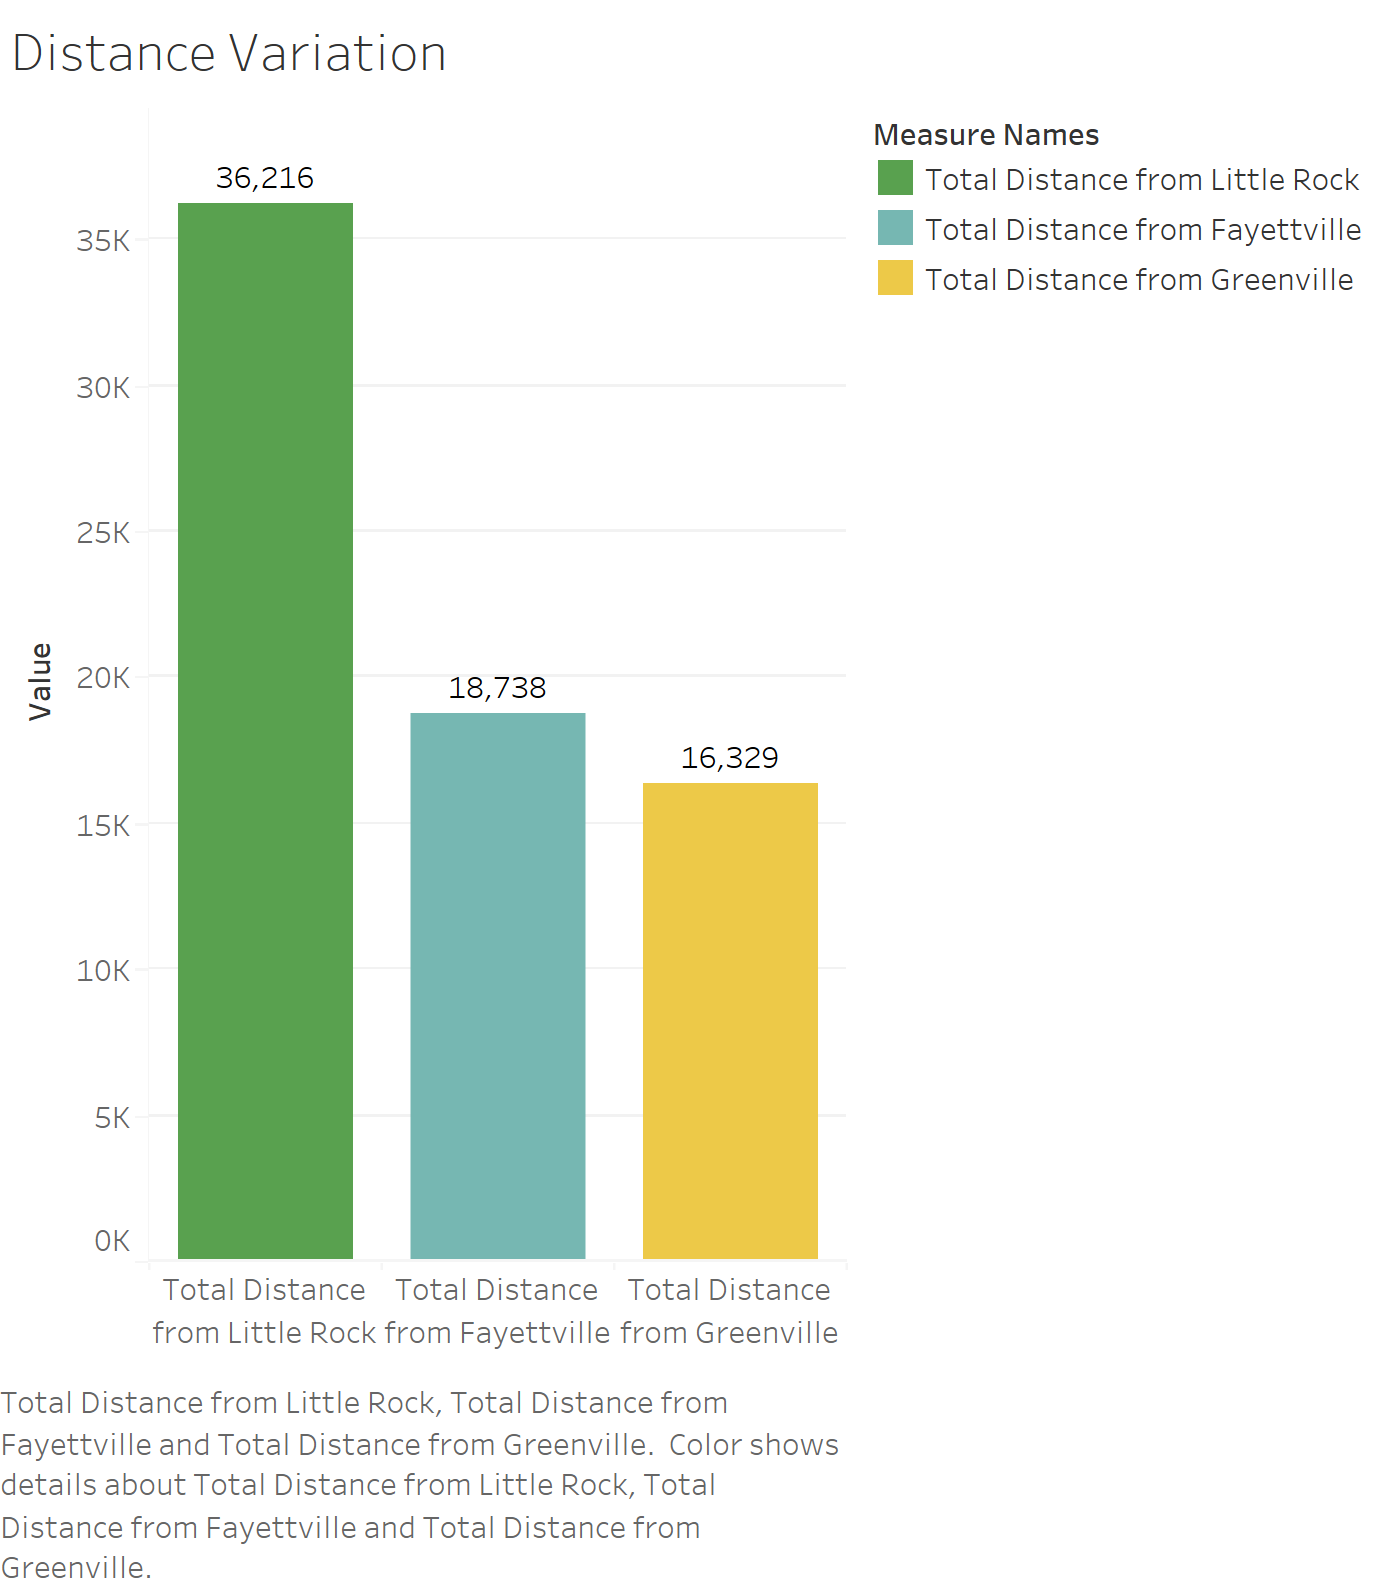 Distance Variation
Measure Names
Total Distance from Little Rock
Total Distance from Fayettville
Total Distance from Greenville
36,216
18,738
16,329
35K
30K
25K
20K
15K
10K
5K
0K
Value
Total Distance
from Little Rock
Total Distance
from Fayettville
Total Distance
from Greenville
Total Distance from Little Rock, Total Distance from
Fayettville and Total Distance from Greenville.  Color shows
details about Total Distance from Little Rock, Total
Distance from Fayettville and Total Distance from
Greenville.